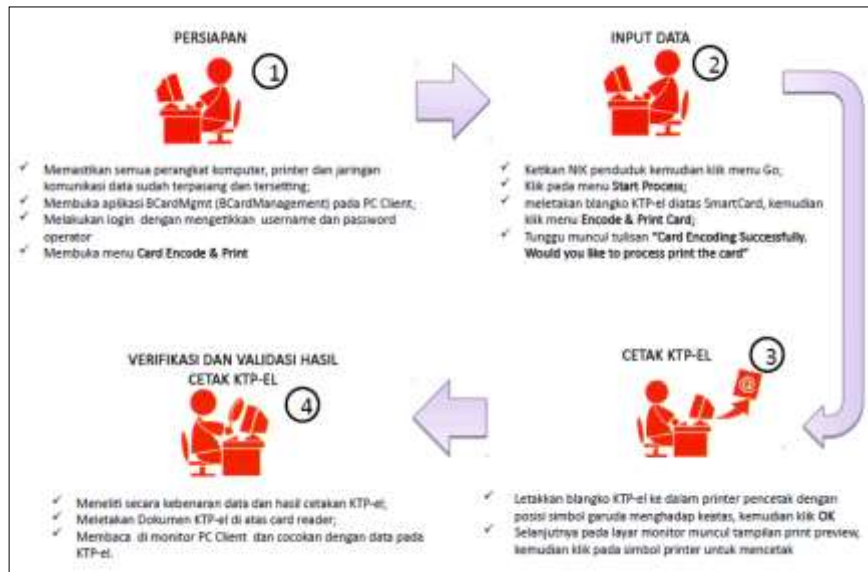 PERSIAPAN
1
Memastikan semua perangkat komputer, printer dan jaringan
komunikasi data sudah terpasang dan tersetting;
Membuka aplikasi BCardMgmt (BCardManagement) pada PC Client,
Melakukan login dengan mengetikkan username dan password
operator
Membuka menu Card Encode & Print
INPUT DATA
2
Ketikan NIK penduduk kemudian klik menu Go;
Klik pada menu Start Process;
meletakan blangko KTP-el diatas SmartCard, kemudian
klik menu Encode & Print Card;
Tunggu muncul tulisan "Card Encoding Successfully.
Would you like to process print the card"
CETAK KTP-EL
3
@
Letakkan blangko KTP-el ke dalam printer pencetak dengan
posisi simbol garuda menghadap keatas, kemudian klik OK
Selanjutnya pada layar monitor muncul tampilan print preview,
kemudian klik pada simbol printer untuk mencetak
VERIFIKASI DAN VALIDASI HASIL
CETAK KTP-EL
4
Meneliti secara kebenaran data dan hasil cetakan KTP-el;
Meletakan Dokumen KTP-el di atas card reader;
Membaca di monitor PC Client dan cocokan dengan data pada
KTP-el.